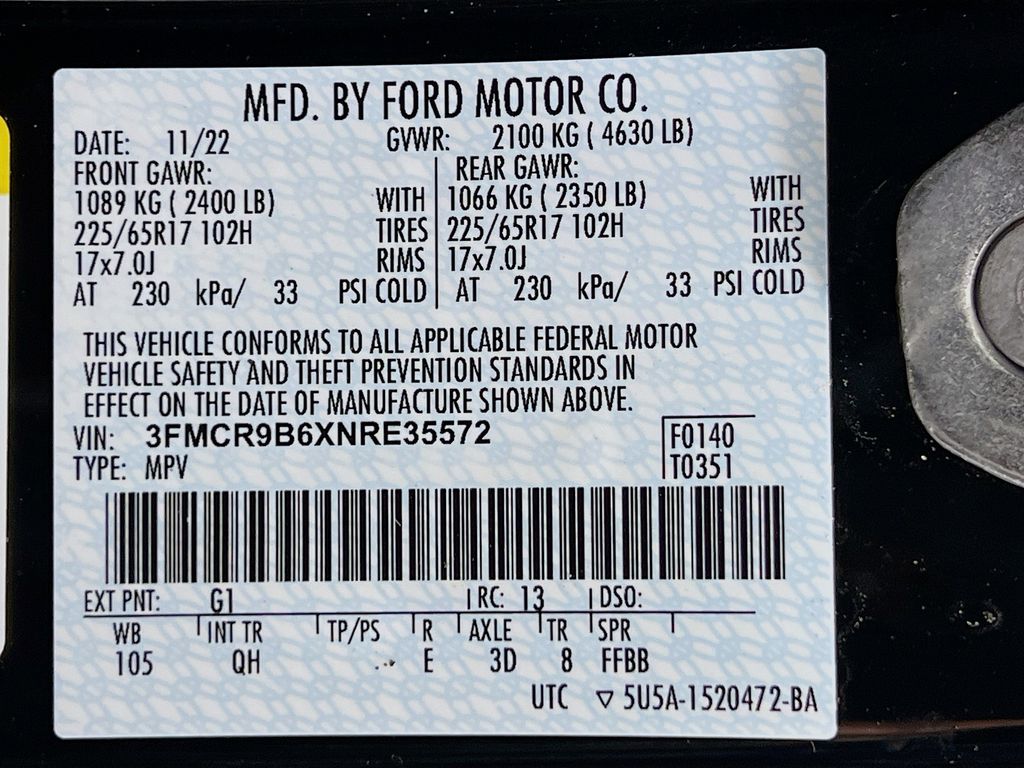 MFD. BY FORD MOTOR CO.
DATE: 11/22 GVWR: 2100 KG ( 4630 LB)
FRONT GAWR: REAR GAWR:
1089 KG ( 2400 LB) WITH 1066 KG ( 2350 LB) WITH
225/65R17 102H TIRES 225/65R17 102H TIRES
17x7.0J RIMS 17x7.0J RIMS
AT 230 kPa/ 33 PSI COLD AT 230 kPa/ 33 PSI COLD
THIS VEHICLE CONFORMS TO ALL APPLICABLE FEDERAL MOTOR
VEHICLE SAFETY AND THEFT PREVENTION STANDARDS IN
EFFECT ON THE DATE OF MANUFACTURE SHOWN ABOVE.
VIN: 3FMCR9B6XNRE35572 F0140
TYPE: MPV T0351
EXT PNT: G1 RC: 13 DSO:
WB INT TR TP/PS R AXLE TR SPR
105 QH E 3D 8 FFBB
UTC ▽ 5U5A-1520472-BA